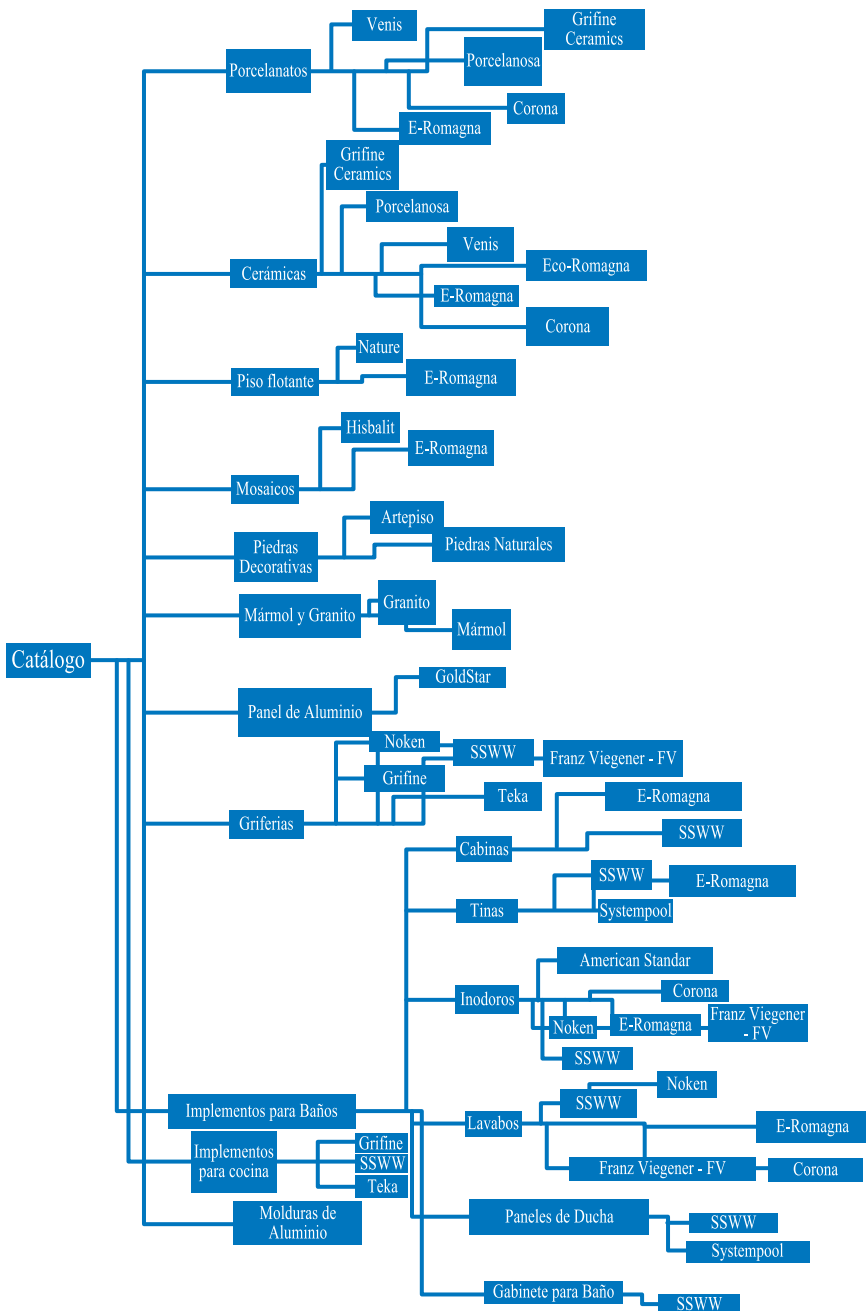 Catálogo
Porcelanatos
Venis
Grifine
Ceramics
Porcelanosa
Corona
E-Romagna
Cerámicas
Grifine
Ceramics
Porcelanosa
Venis
Eco-Romagna
E-Romagna
Corona
Piso flotante
Nature
E-Romagna
Mosaicos
Hisbalit
E-Romagna
Piedras
Decorativas
Artepiso
Piedras Naturales
Mármol y Granito
Granito
Mármol
Panel de Aluminio
GoldStar
Griferias
Noken
SSWW
Franz Viegener - FV
Grifine
Teka
Implementos para Baños
Cabinas
E-Romagna
SSWW
Tinas
SSWW
E-Romagna
Systempool
Inodoros
American Standar
Corona
Noken
E-Romagna
Franz Viegener
- FV
SSWW
Lavabos
SSWW
Noken
E-Romagna
Franz Viegener - FV
Corona
Paneles de Ducha
SSWW
Systempool
Gabinete para Baño
SSWW
Implementos
para cocina
Grifine
SSWW
Teka
Molduras de
Aluminio